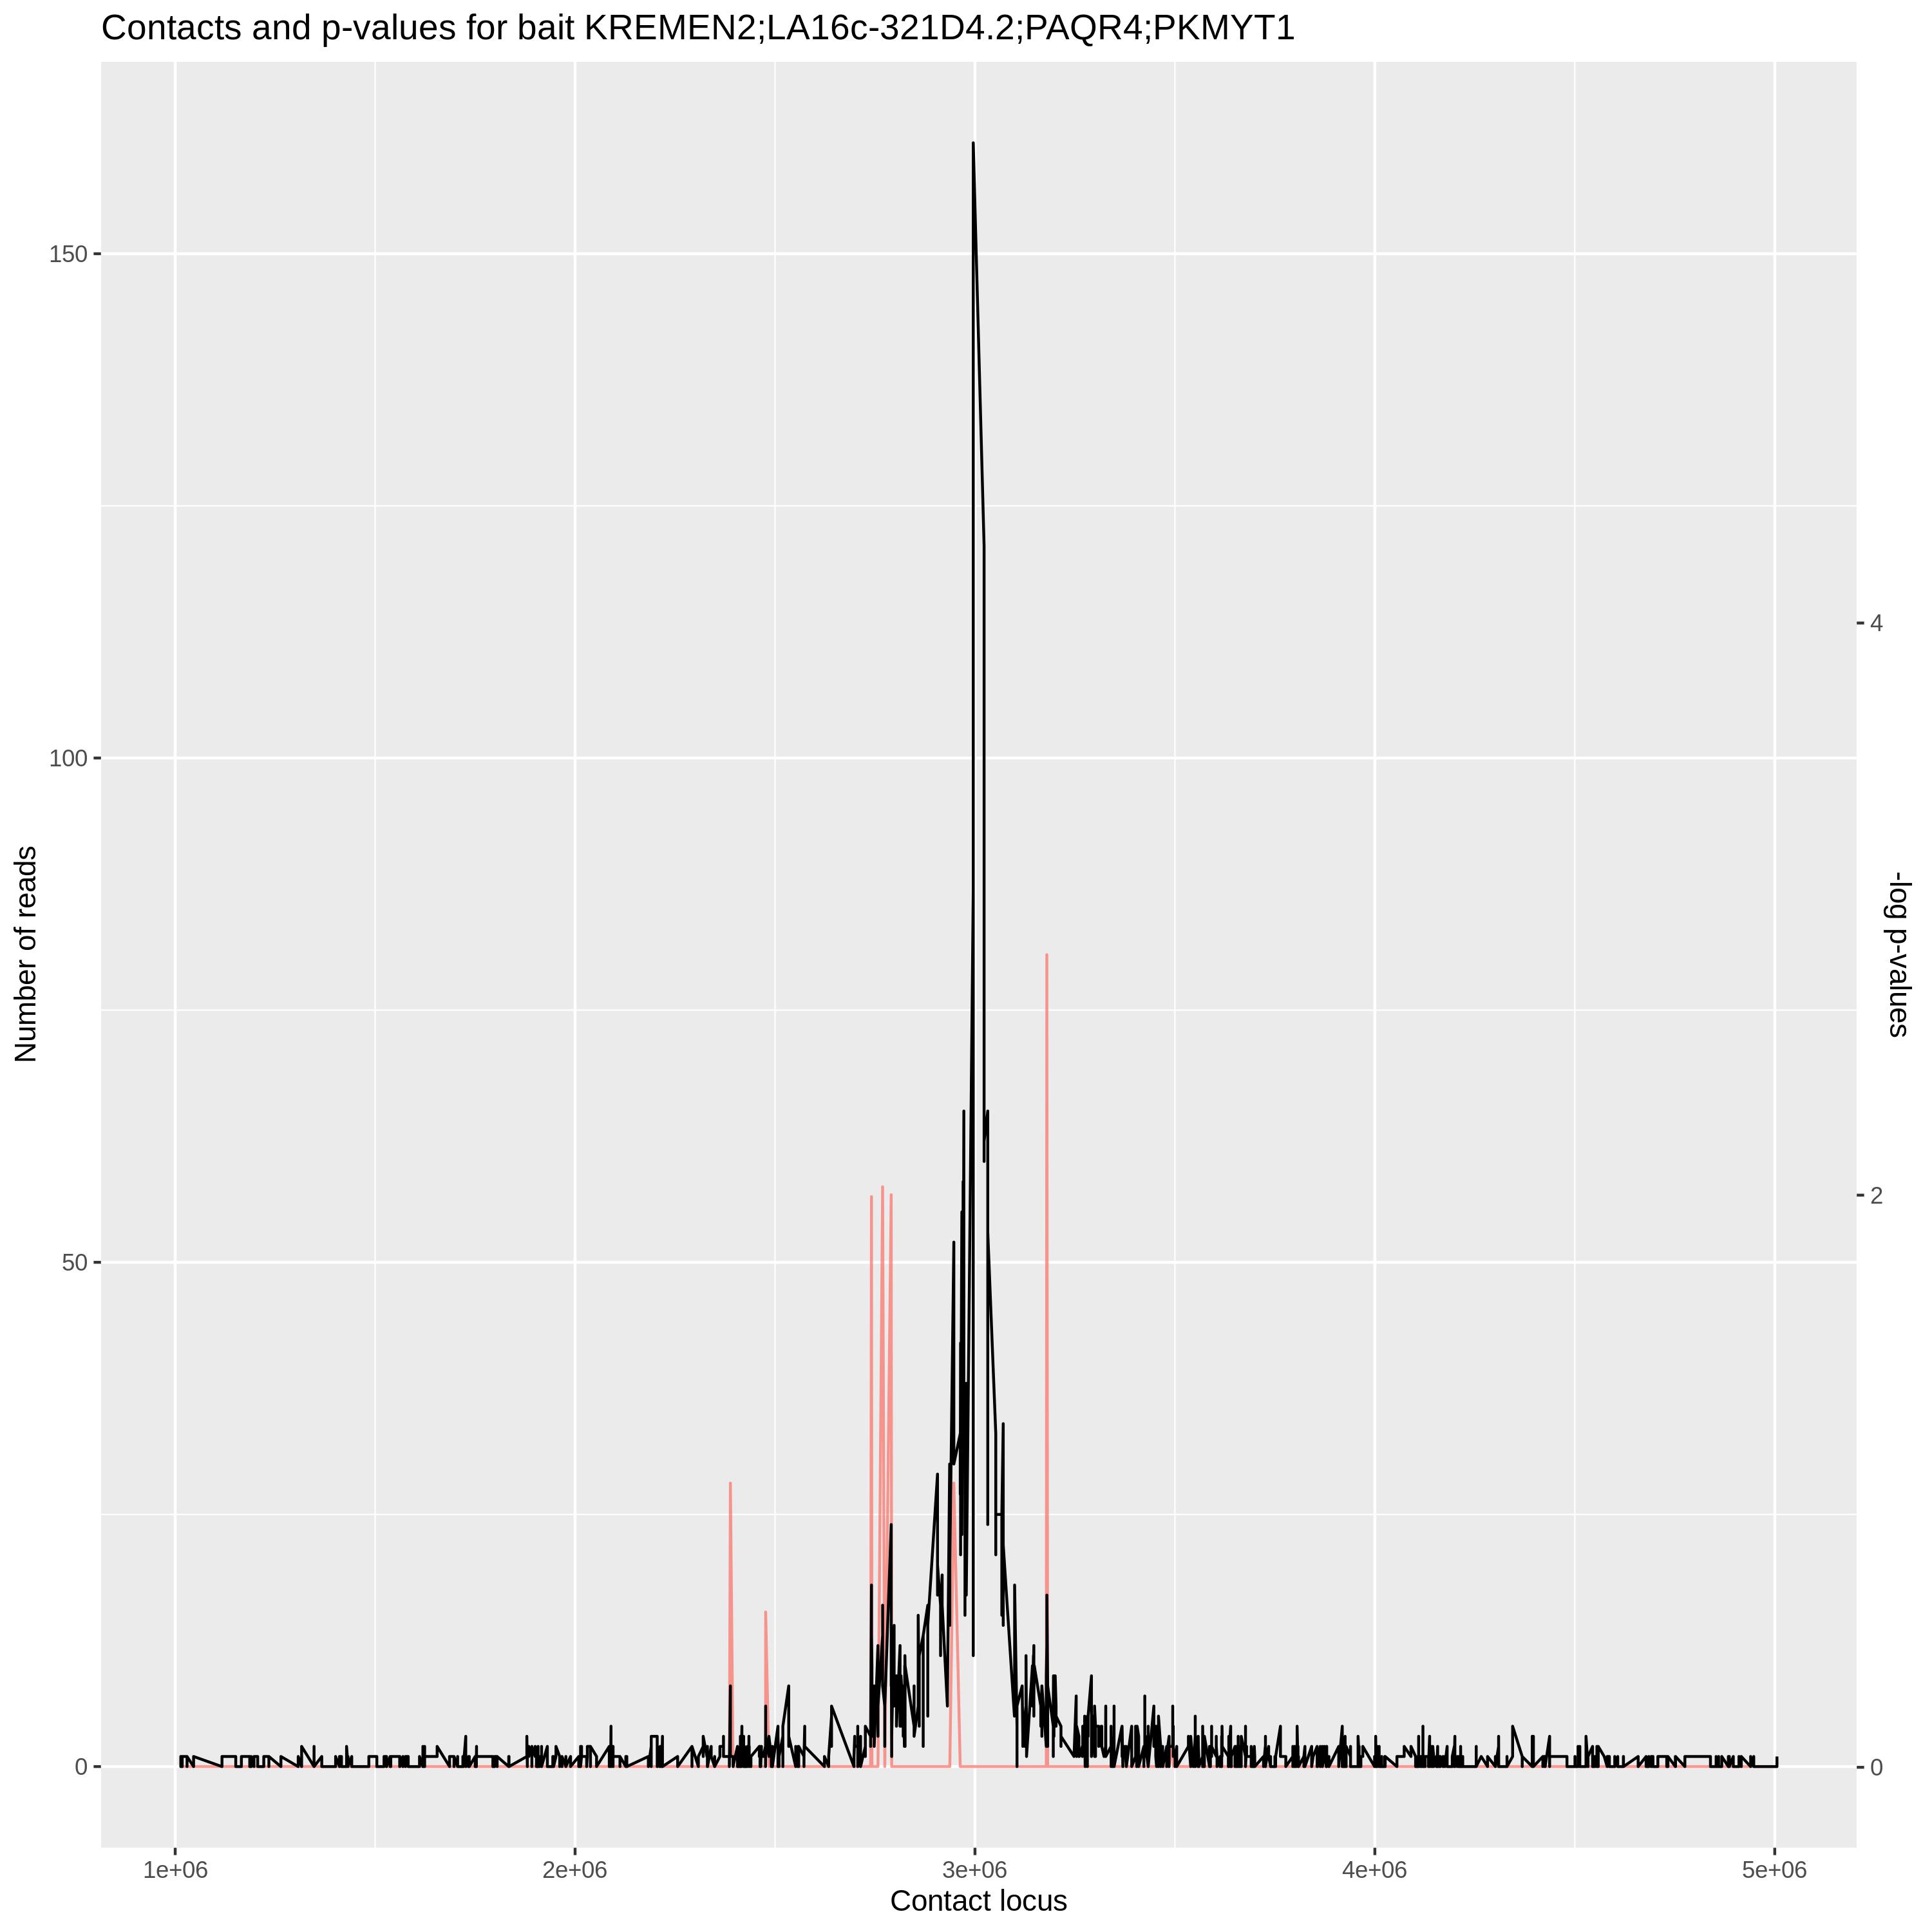 Contacts and p-values for bait KREMEN2;LA16c-321D4.2;PAQR4;PKMYT1
150
100
50
0
Number of reads
4
2
0
-log p-values
1e+06 2e+06 3e+06 4e+06 5e+06
Contact locus